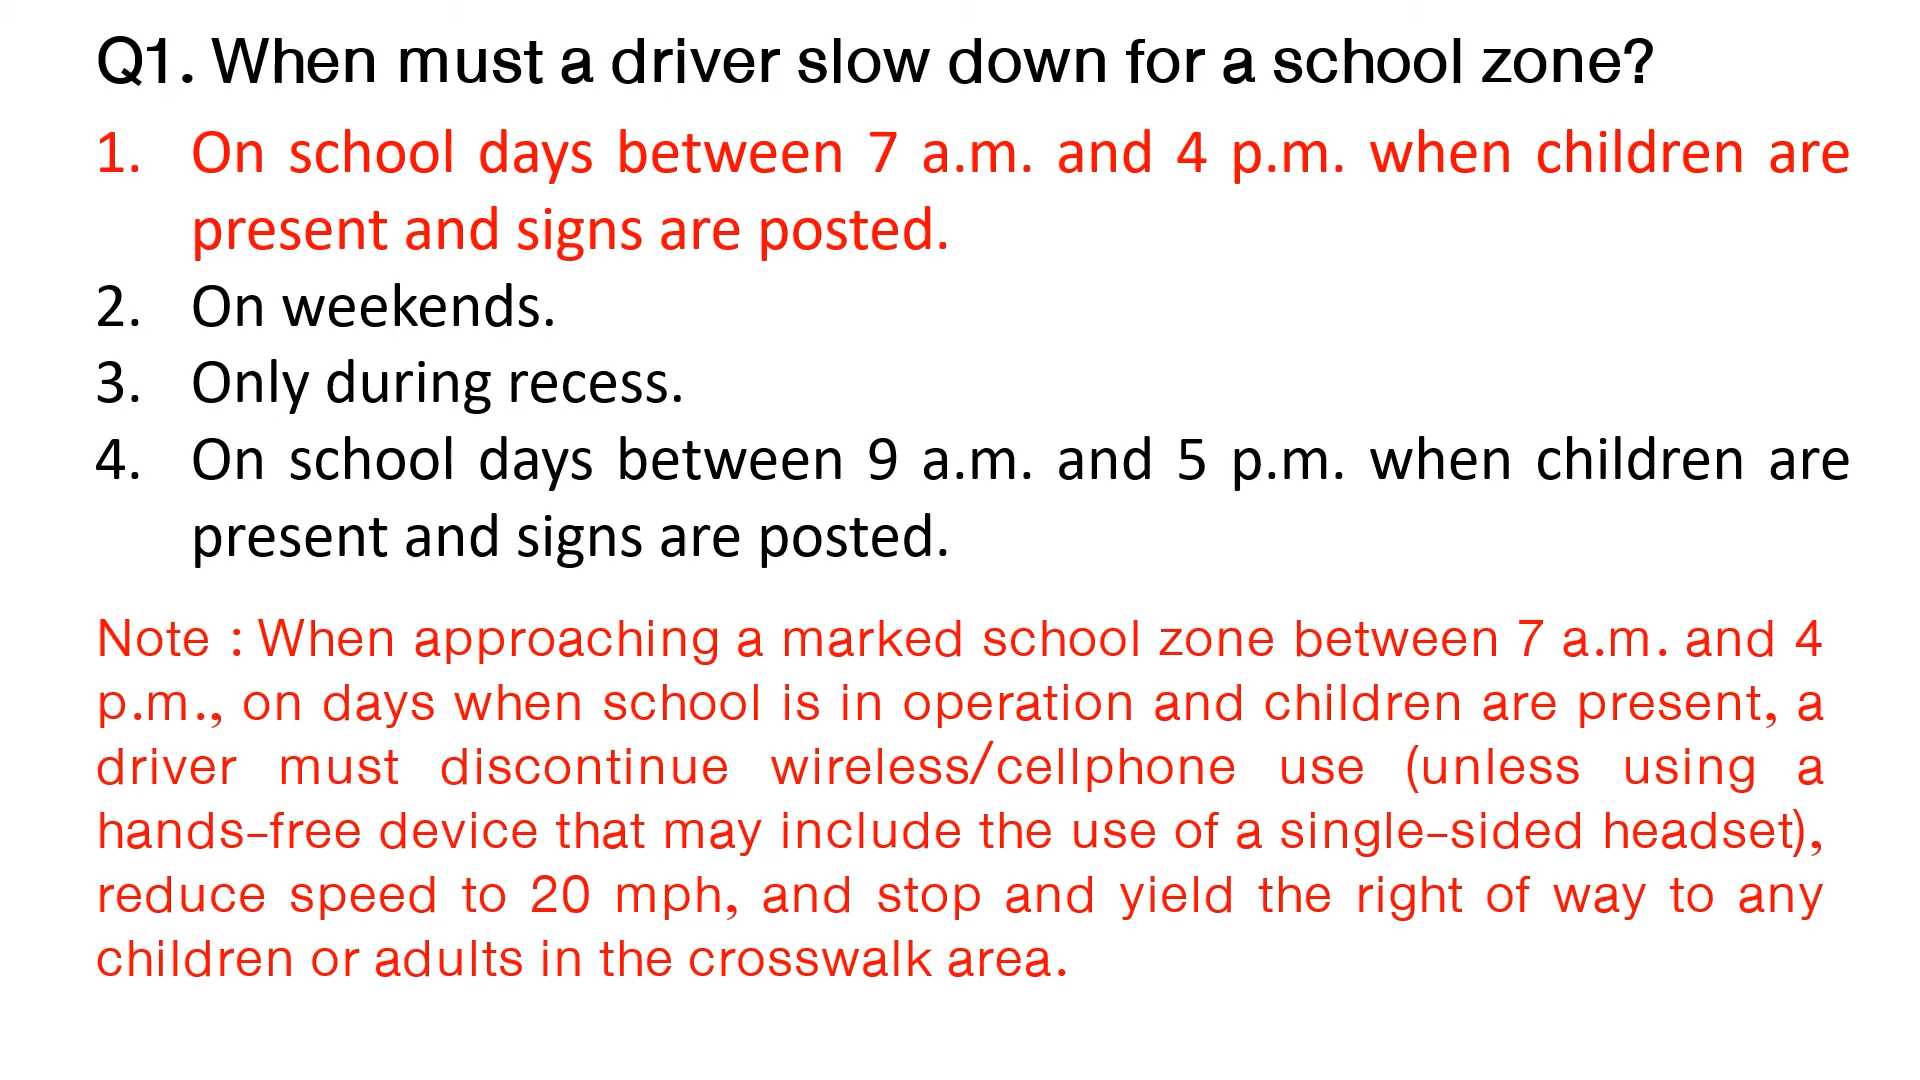 Q1. When must a driver slow down for a school zone?
1. On school days between 7 a.m. and 4 p.m. when children are
present and signs are posted.
2. On weekends.
3. Only during recess.
4. On school days between 9 a.m. and 5 p.m. when children are
present and signs are posted.
Note : When approaching a marked school zone between 7 a.m. and 4
p.m., on days when school is in operation and children are present, a
driver must discontinue wireless/cellphone use (unless using a
hands-free device that may include the use of a single-sided headset),
reduce speed to 20 mph, and stop and yield the right of way to any
children or adults in the crosswalk area.